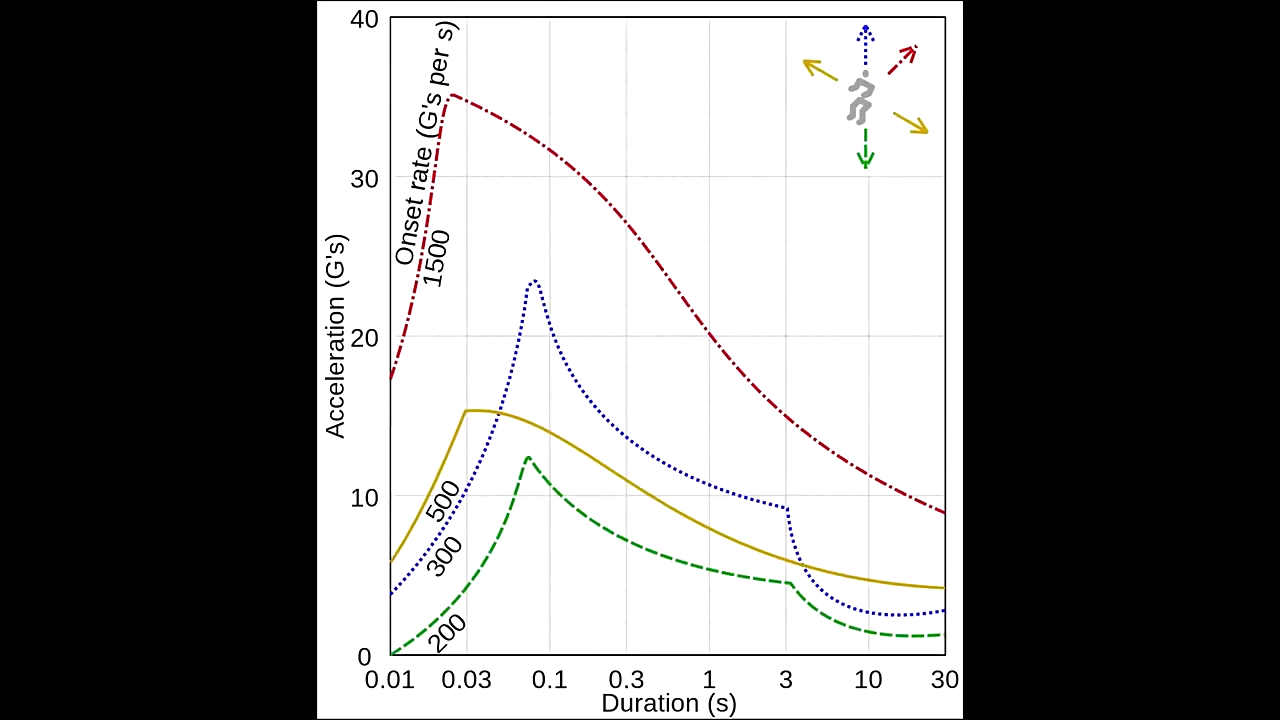 40
30
20
10
0
Acceleration (G's)
Onset rate (G's per s)
1500
500
300
200
0.01 0.03 0.1 0.3 1 3 10 30
Duration (s)